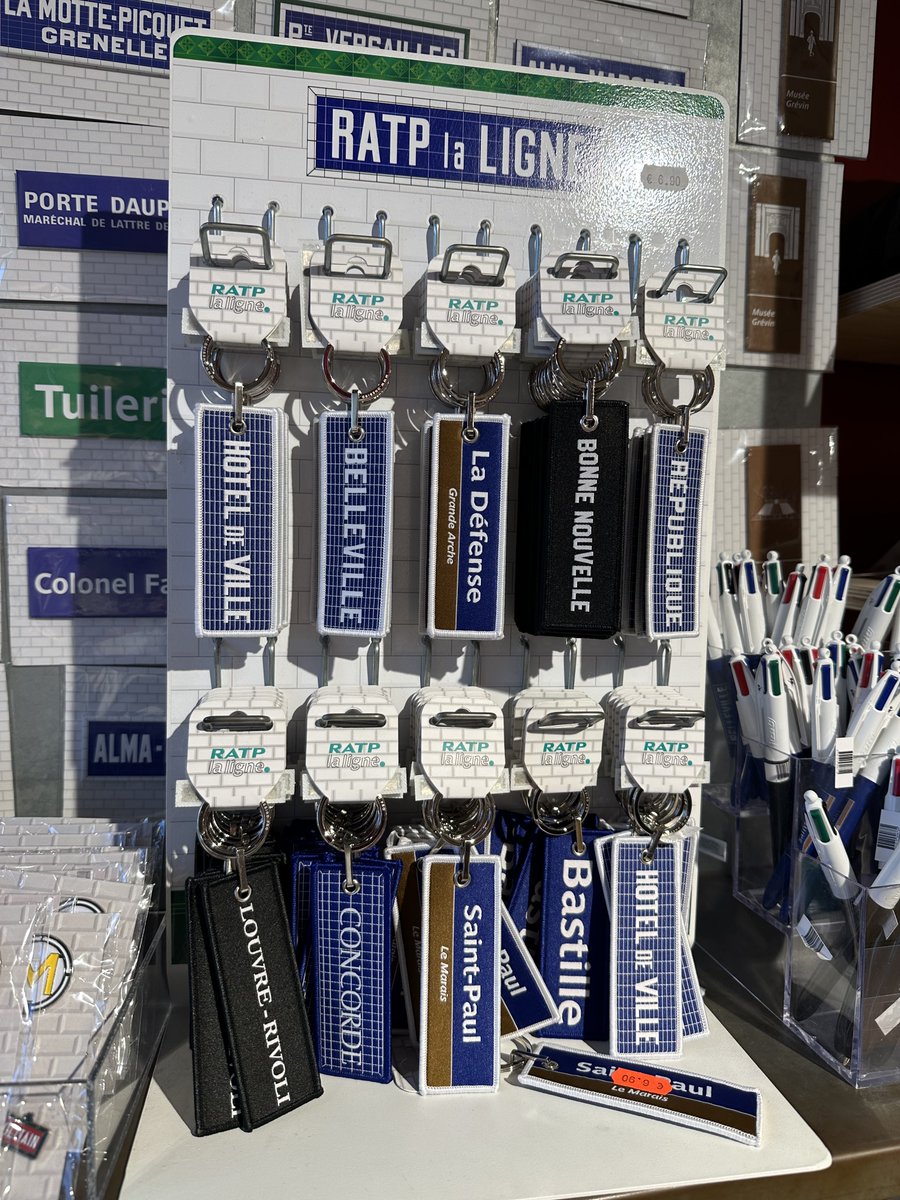 LA MOTTE-PICQUET
GRENELLE
Pte VERSAILLES
Musée
Grévin
PORTE DAUP
MARÉCHAL DE LATTRE DE
Musée
Grévin
Tuileri
Colonel Fa
ALMA-
RATP la LIGNE
€ 6.90
RATP
la ligne.
RATP
la ligne.
RATP
la ligne.
RATP
la ligne.
RATP
la ligne.
HOTEL DE VILLE
BELLEVILLE
La Défense
Grande Arche
BONNE NOUVELLE
RÉPUBLIQUE
RATP
la ligne.
RATP
la ligne.
RATP
la ligne.
RATP
la ligne.
RATP
la ligne.
LOUVRE - RIVOLI
CONCORDE
Saint-Paul
Le Marais
Paul
Bastille
HOTEL DE VILLE
Saint-Paul
Le Marais
€ 6.90
M